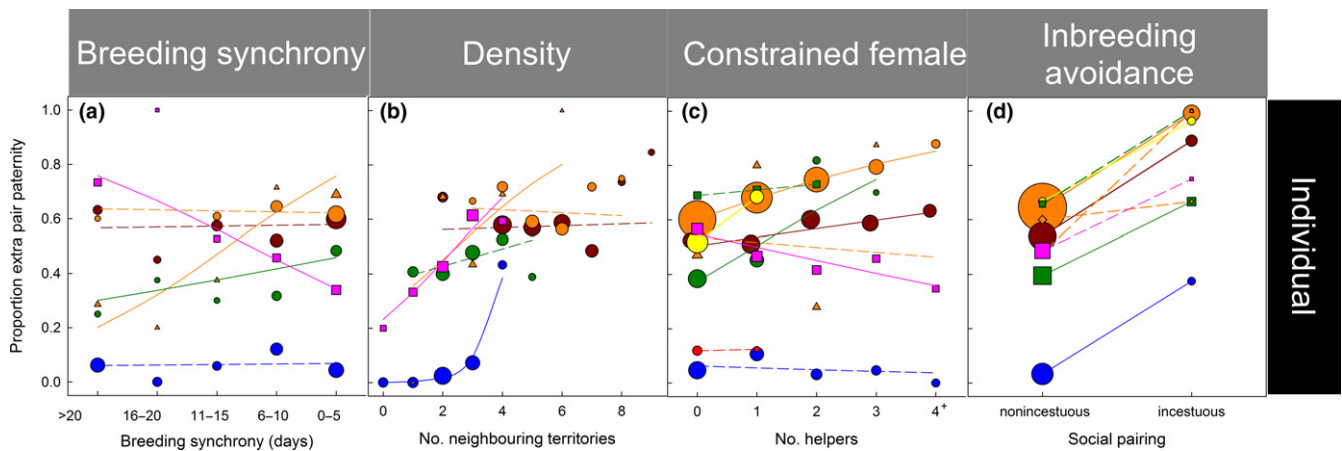 Breeding synchrony
Density
Constrained female
Inbreeding
avoidance
(a)
(b)
(c)
(d)
Proportion extra pair paternity
1.0
0.8
0.6
0.4
0.2
0.0
>20
16–20
11–15
6–10
0–5
Breeding synchrony (days)
0
2
4
6
8
No. neighbouring territories
0
1
2
3
4+
No. helpers
nonincestuous
incestuous
Social pairing
Individual